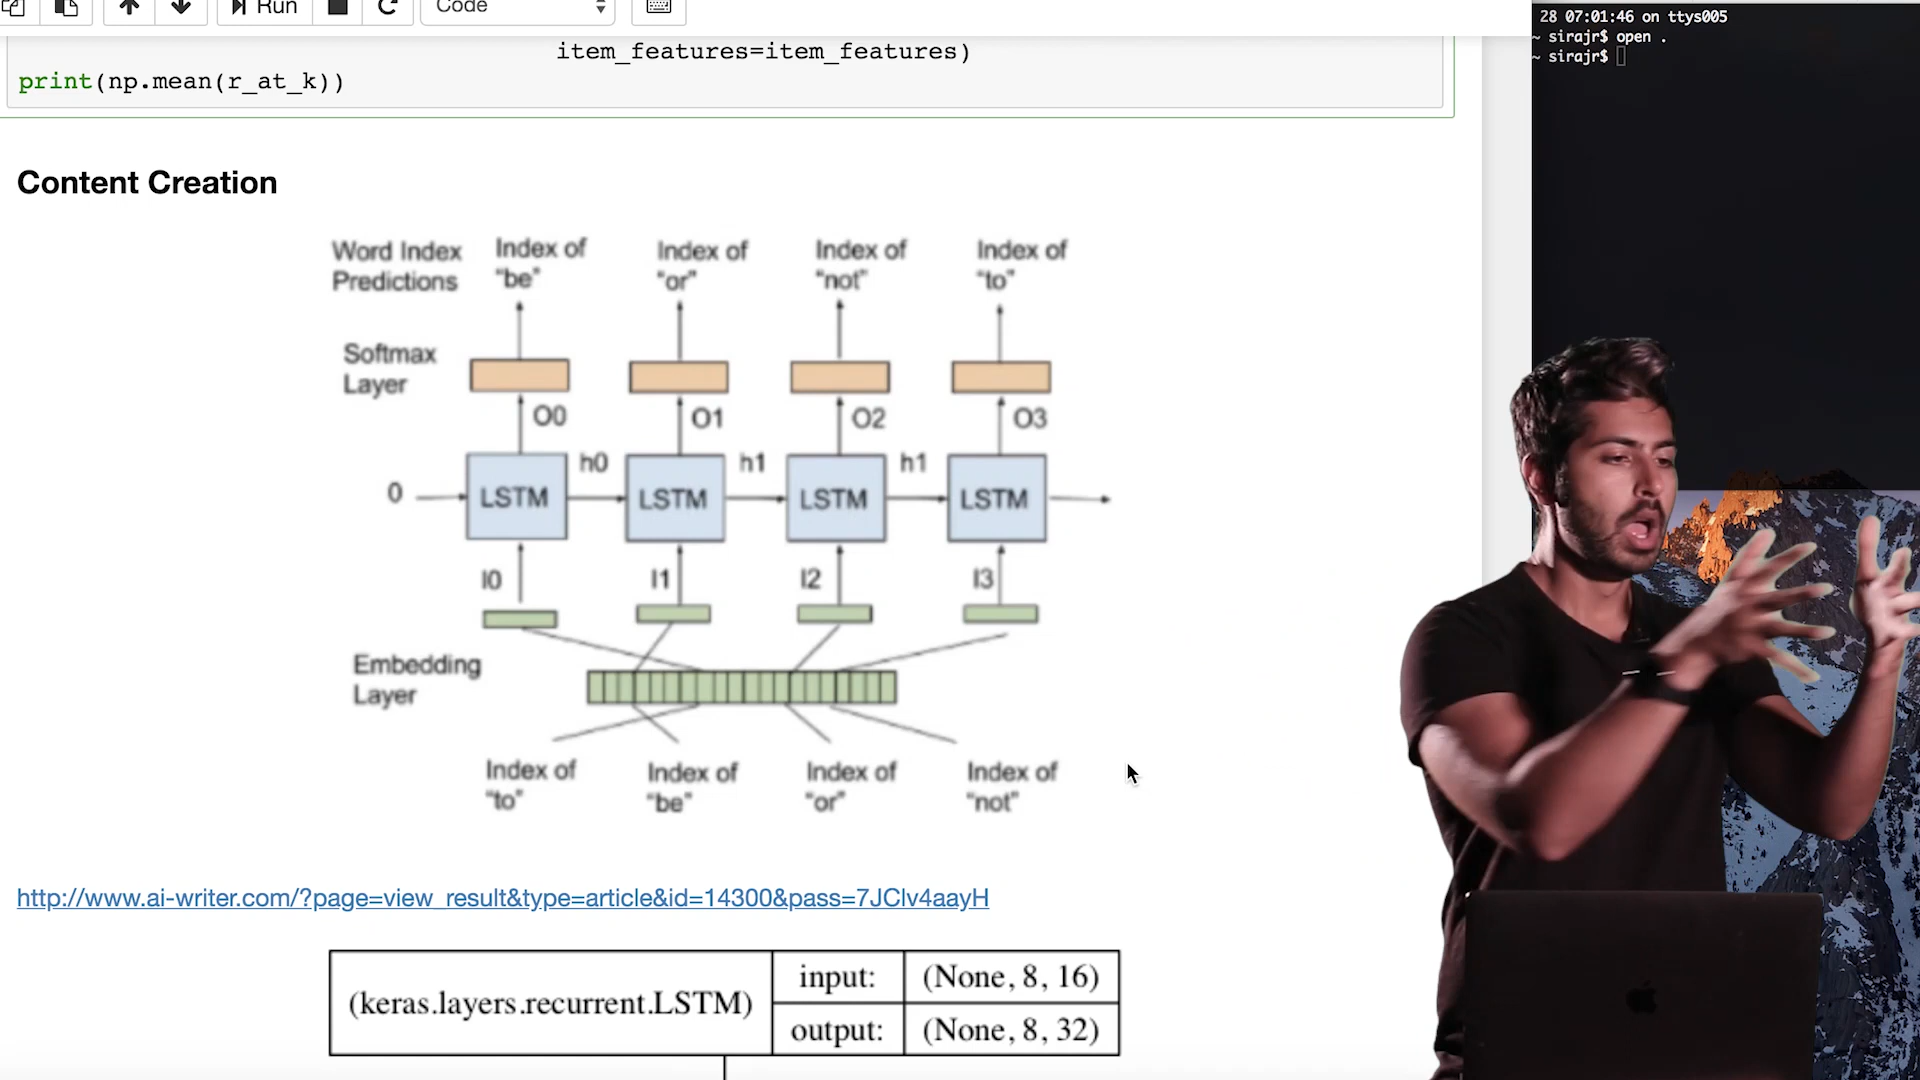 Run
Code
28 07:01:46 on ttys005
~ sirajr$ open .
~ sirajr$
item_features=item_features)
print(np.mean(r_at_k))
Content Creation
Word Index Predictions
Index of "be"
Index of "or"
Index of "not"
Index of "to"
Softmax Layer
O0
O1
O2
O3
h0
h1
h1
0
LSTM
LSTM
LSTM
LSTM
I0
I1
I2
I3
Embedding Layer
Index of "to"
Index of "be"
Index of "or"
Index of "not"
http://www.ai-writer.com/?page=view_result&type=article&id=14300&pass=7JClv4aayH
(keras.layers.recurrent.LSTM)
input:
(None, 8, 16)
output:
(None, 8, 32)